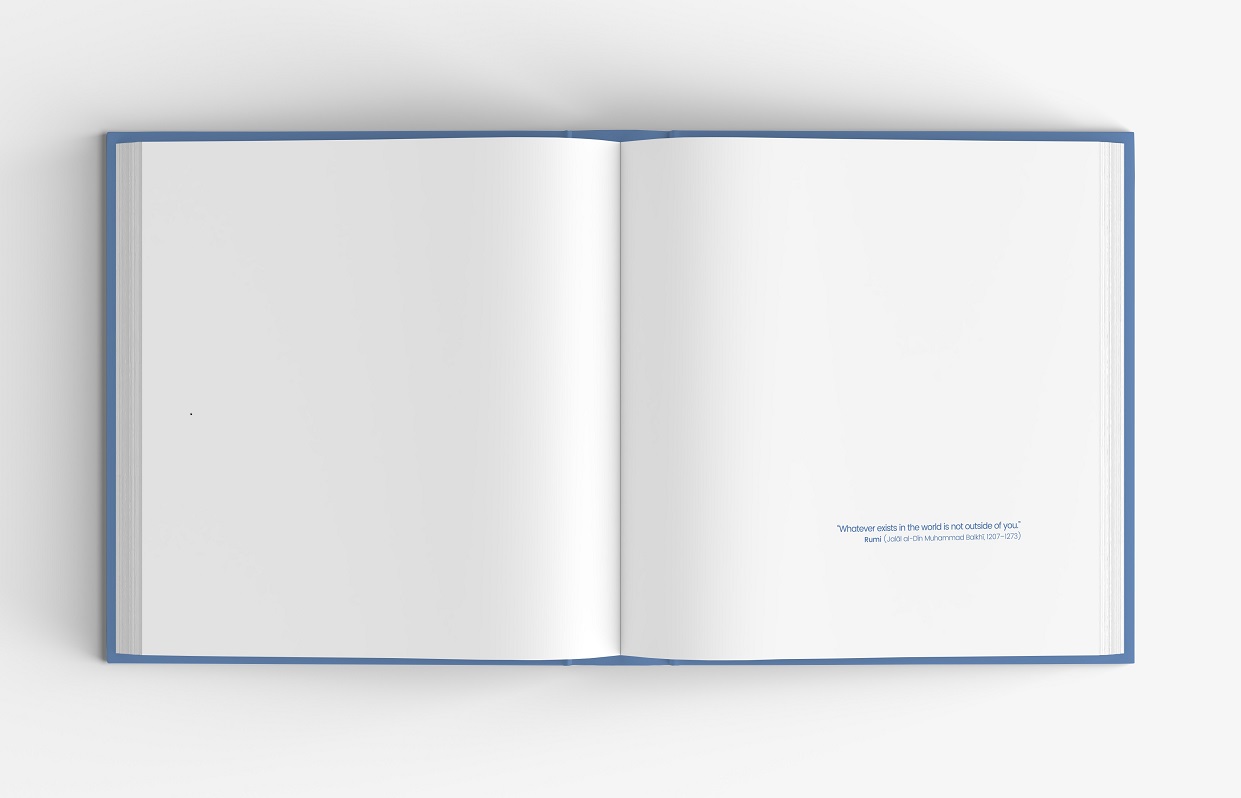 .
"Whatever exists in the world is not outside of you."
Rumi (Jalāl al-Dīn Muhammad Balkhī, 1207–1273)